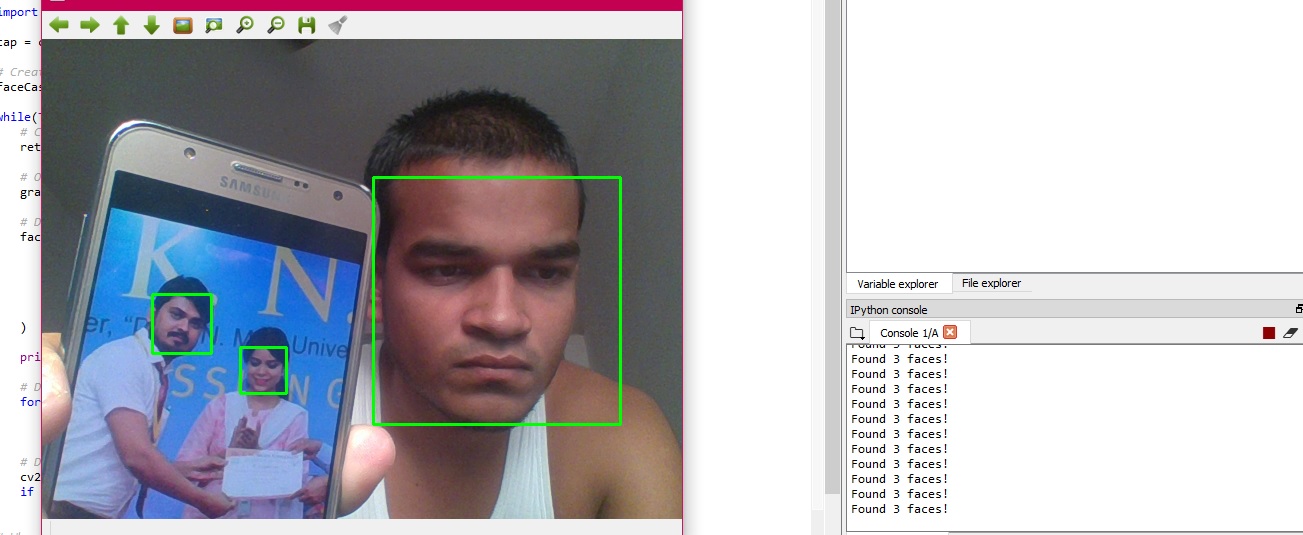 import
cap = c
# Creat
faceCas
while(T
# C
ret
# O
gra
# D
fac
)
pri
# D
for
# D
cv2
if
SAMSUNG
K. N.
Unive
Variable explorer File explorer
IPython console
Console 1/A
Found 3 faces!
Found 3 faces!
Found 3 faces!
Found 3 faces!
Found 3 faces!
Found 3 faces!
Found 3 faces!
Found 3 faces!
Found 3 faces!
Found 3 faces!
Found 3 faces!
Found 3 faces!